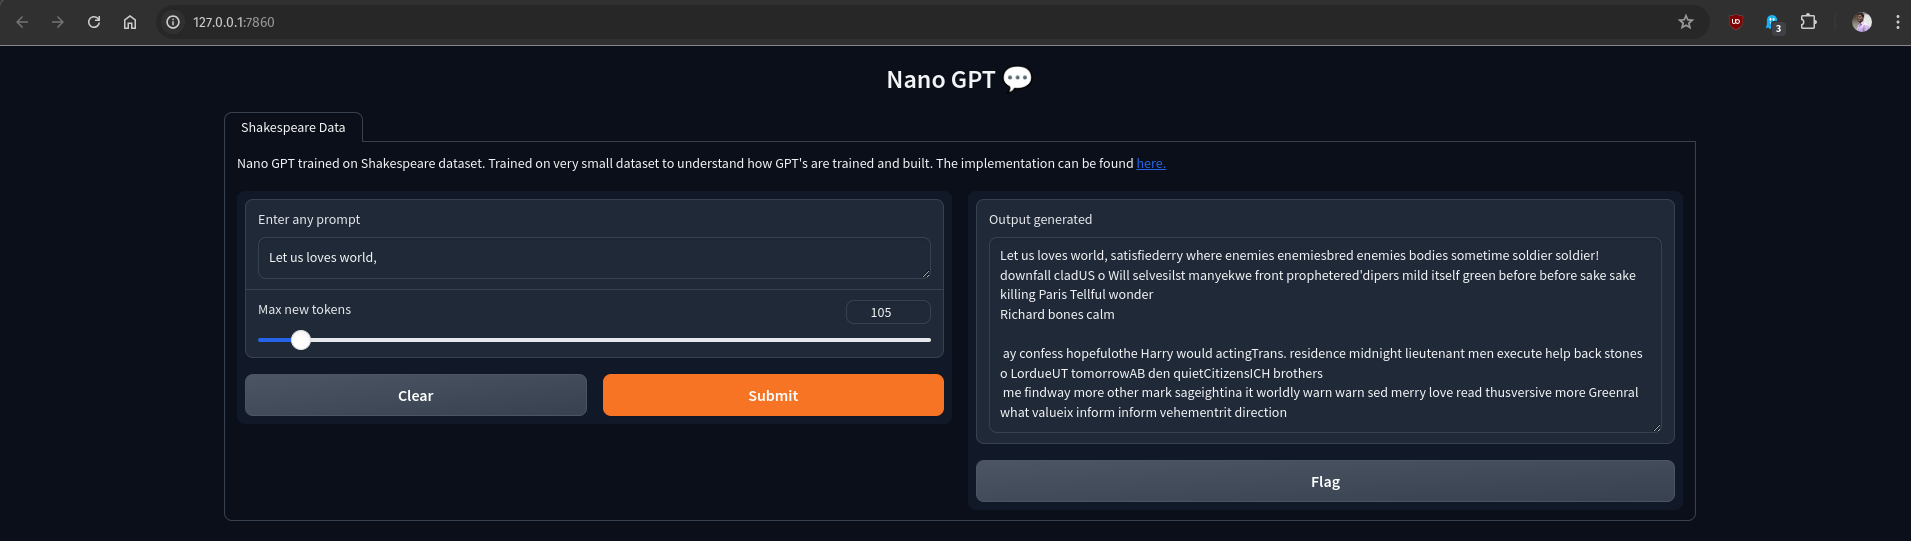 127.0.0.1:7860
3
Nano GPT 💬
Shakespeare Data
Nano GPT trained on Shakespeare dataset. Trained on very small dataset to understand how GPT's are trained and built. The implementation can be found here.
Enter any prompt
Let us loves world,
Max new tokens
105
Clear
Submit
Output generated
Let us loves world, satisfiederry where enemies enemiesbred enemies bodies sometime soldier soldier!
downfall cladUS o Will selvesilst manyekwe front prophetered'dipers mild itself green before before sake sake
killing Paris Tellful wonder
Richard bones calm
ay confess hopefulothe Harry would actingTrans. residence midnight lieutenant men execute help back stones
o LordueUT tomorrowAB den quietCitizensICH brothers
me findway more other mark sageightina it worldly warn warn sed merry love read thusversive more Greenral
what valueix inform inform vehementrit direction
Flag